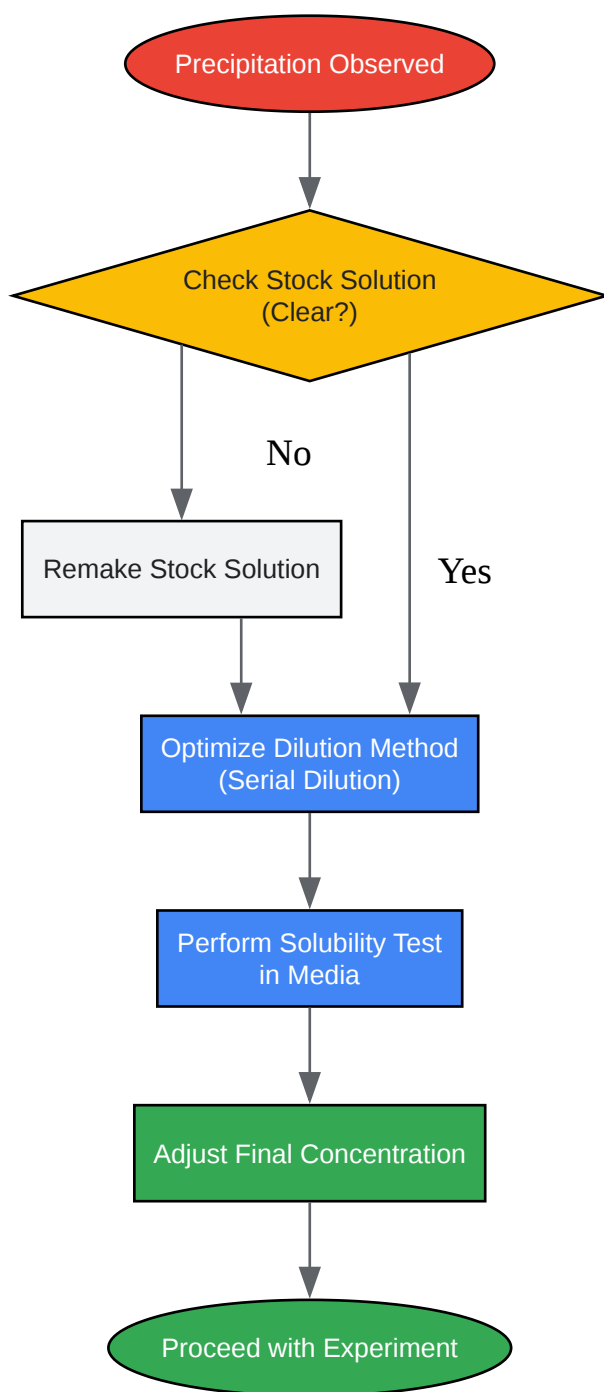 Precipitation Observed
Check Stock Solution
(Clear?)
No
Remake Stock Solution
Yes
Optimize Dilution Method
(Serial Dilution)
Perform Solubility Test
in Media
Adjust Final Concentration
Proceed with Experiment